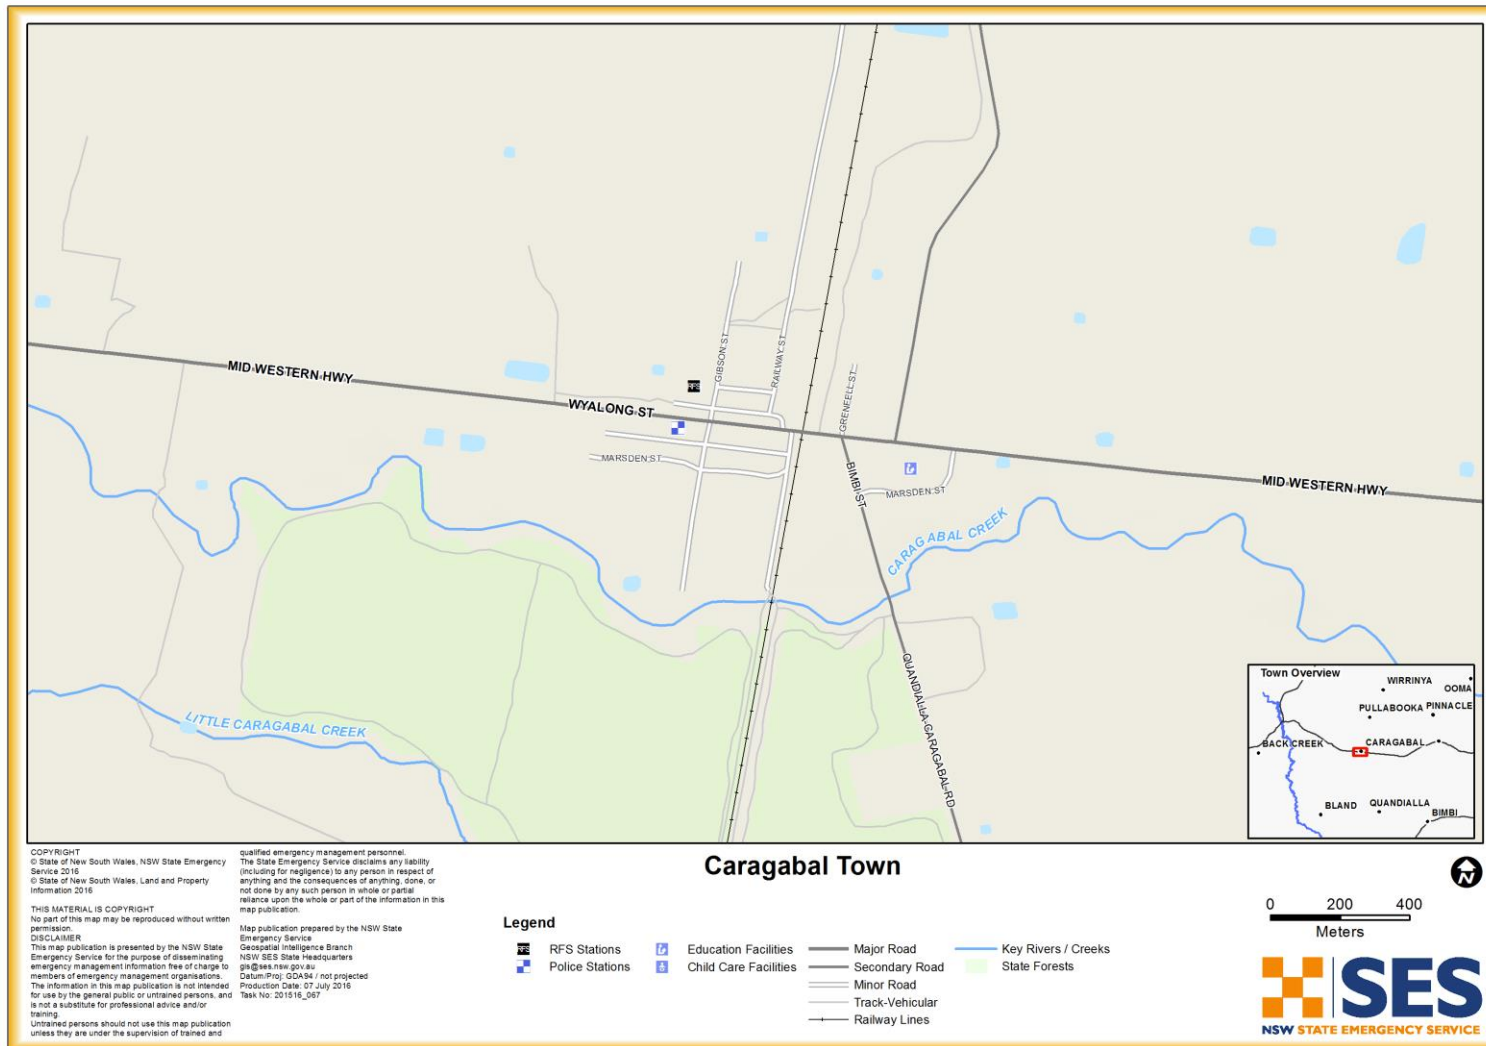 MID WESTERN HWY
WYALONG ST
GIBSON ST
RAILWAY ST
GRENFELL ST
MARSDEN ST
BIMBI ST
MARSDEN ST
MID WESTERN HWY
CARAGABAL CREEK
QUANDIALLA-CARAGABAL RD
LITTLE CARAGABAL CREEK
RFS
Town Overview
WIRRINYA
OOMA
PULLABOOKA
PINNACLE
BACK CREEK
CARAGABAL
BLAND
QUANDIALLA
BIMBI
COPYRIGHT
© State of New South Wales, NSW State Emergency
Service 2016
© State of New South Wales, Land and Property
Information 2016
THIS MATERIAL IS COPYRIGHT
No part of this map may be reproduced without written
permission.
DISCLAIMER
This map publication is presented by the NSW State
Emergency Service for the purpose of disseminating
emergency management information free of charge to
members of emergency management organisations.
The information in this map publication is not intended
for use by the general public or untrained persons, and
is not a substitute for professional advice and/or
training.
Untrained persons should not use this map publication
unless they are under the supervision of trained and
qualified emergency management personnel.
The State Emergency Service disclaims any liability
(including for negligence) to any person in respect of
anything and the consequences of anything, done, or
not done by any such person in whole or partial
reliance upon the whole or part of the information in this
map publication.
Map publication prepared by the NSW State
Emergency Service
Geospatial Intelligence Branch
NSW SES State Headquarters
gis@ses.nsw.gov.au
Datum/Proj: GDA94 / not projected
Production Date: 07 July 2016
Task No: 201516_067
Caragabal Town
Legend
RFS RFS Stations
Police Stations
Education Facilities
Child Care Facilities
Major Road
Secondary Road
Minor Road
Track-Vehicular
Railway Lines
Key Rivers / Creeks
State Forests
N
0 200 400
Meters
SES
NSW STATE EMERGENCY SERVICE